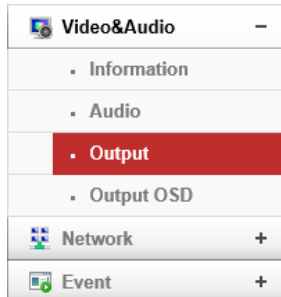 Video&Audio −
Information
Audio
Output
Output OSD
Network +
Event +